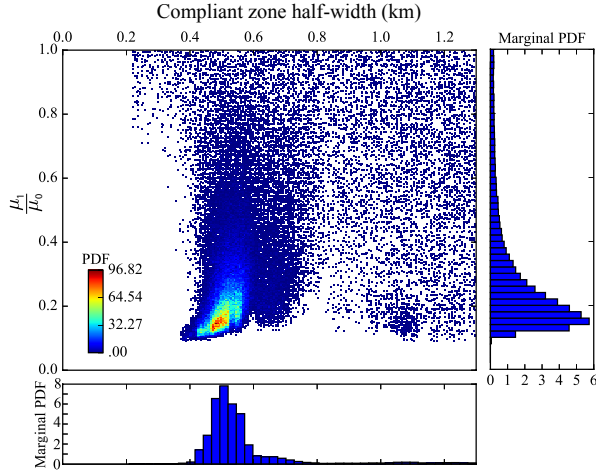 Compliant zone half-width (km)
0.0 0.2 0.4 0.6 0.8 1.0 1.2
Marginal PDF
1.0
0.8
0.6
μ1/μ0
0.4
PDF
96.82
64.54
32.27
.00
0.2
0.0
0 1 2 3 4 5 6
Marginal PDF
8
6
4
2
0